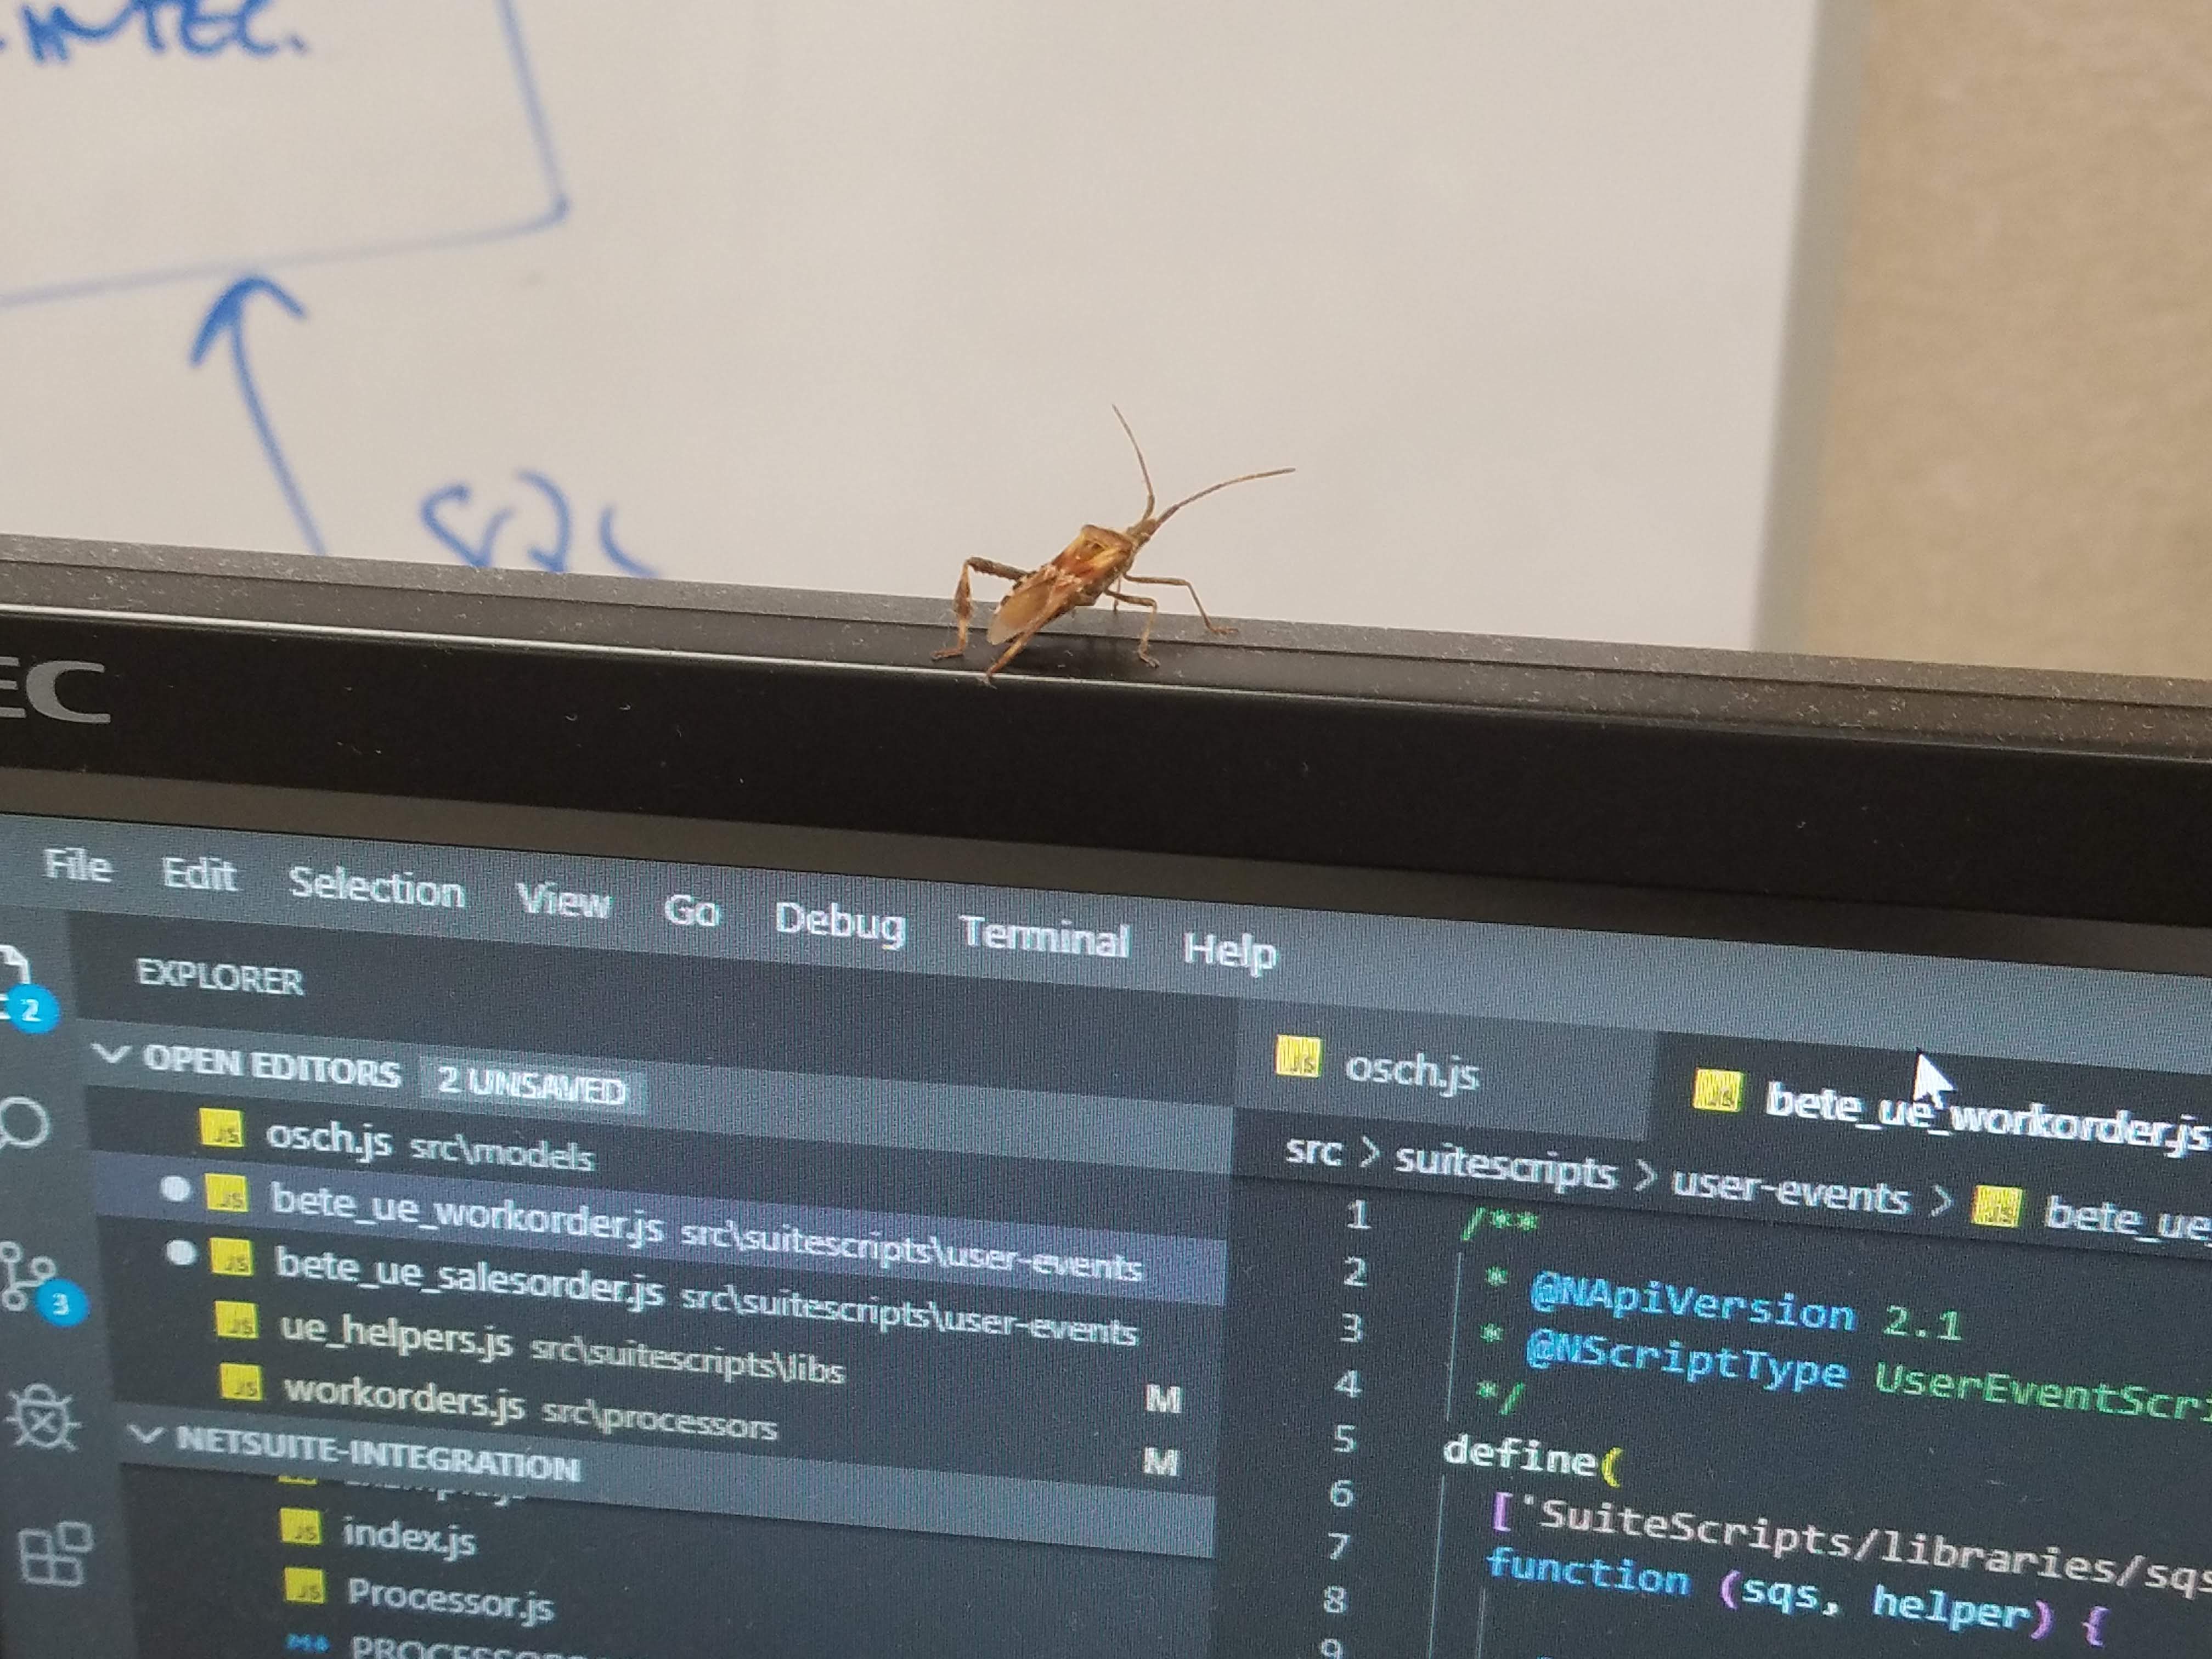 INTEC.
EC
File Edit Selection View Go Debug Terminal Help
EXPLORER
OPEN EDITORS 2 UNSAVED
osch.js src\models
bete_ue_workorder.js src\suitescripts\user-events
bete_ue_salesorder.js src\suitescripts\user-events
ue_helpers.js src\suitescripts\libs
workorders.js src\processors M
NETSUITE-INTEGRATION M
index.js
Processor.js
2
3
osch.js bete_ue_workorder.js
src > suitescripts > user-events > bete_ue
1 /**
2 * @NApiVersion 2.1
3 * @NScriptType UserEventScri
4 */
5 define(
6 ['SuiteScripts/libraries/sqs
7 function (sqs, helper) {
8
9